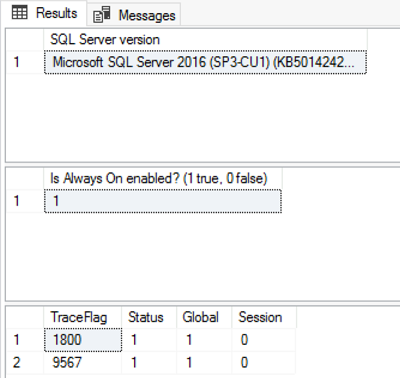 Results Messages
SQL Server version
1 Microsoft SQL Server 2016 (SP3-CU1) (KB5014242...
Is Always On enabled? (1 true, 0 false)
1 1
TraceFlag Status Global Session
1 1800 1 1 0
2 9567 1 1 0